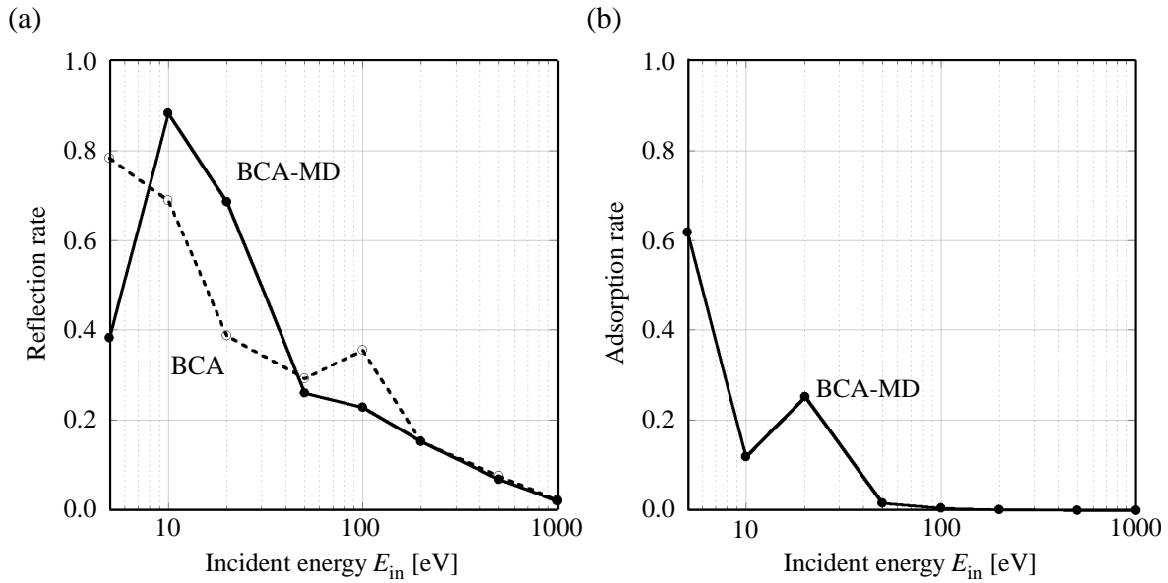 (a)
1.0
0.8
0.6
0.4
0.2
0.0
Reflection rate
BCA-MD
BCA
10
100
1000
Incident energy E_in [eV]
(b)
1.0
0.8
0.6
0.4
0.2
0.0
Adsorption rate
BCA-MD
10
100
1000
Incident energy E_in [eV]